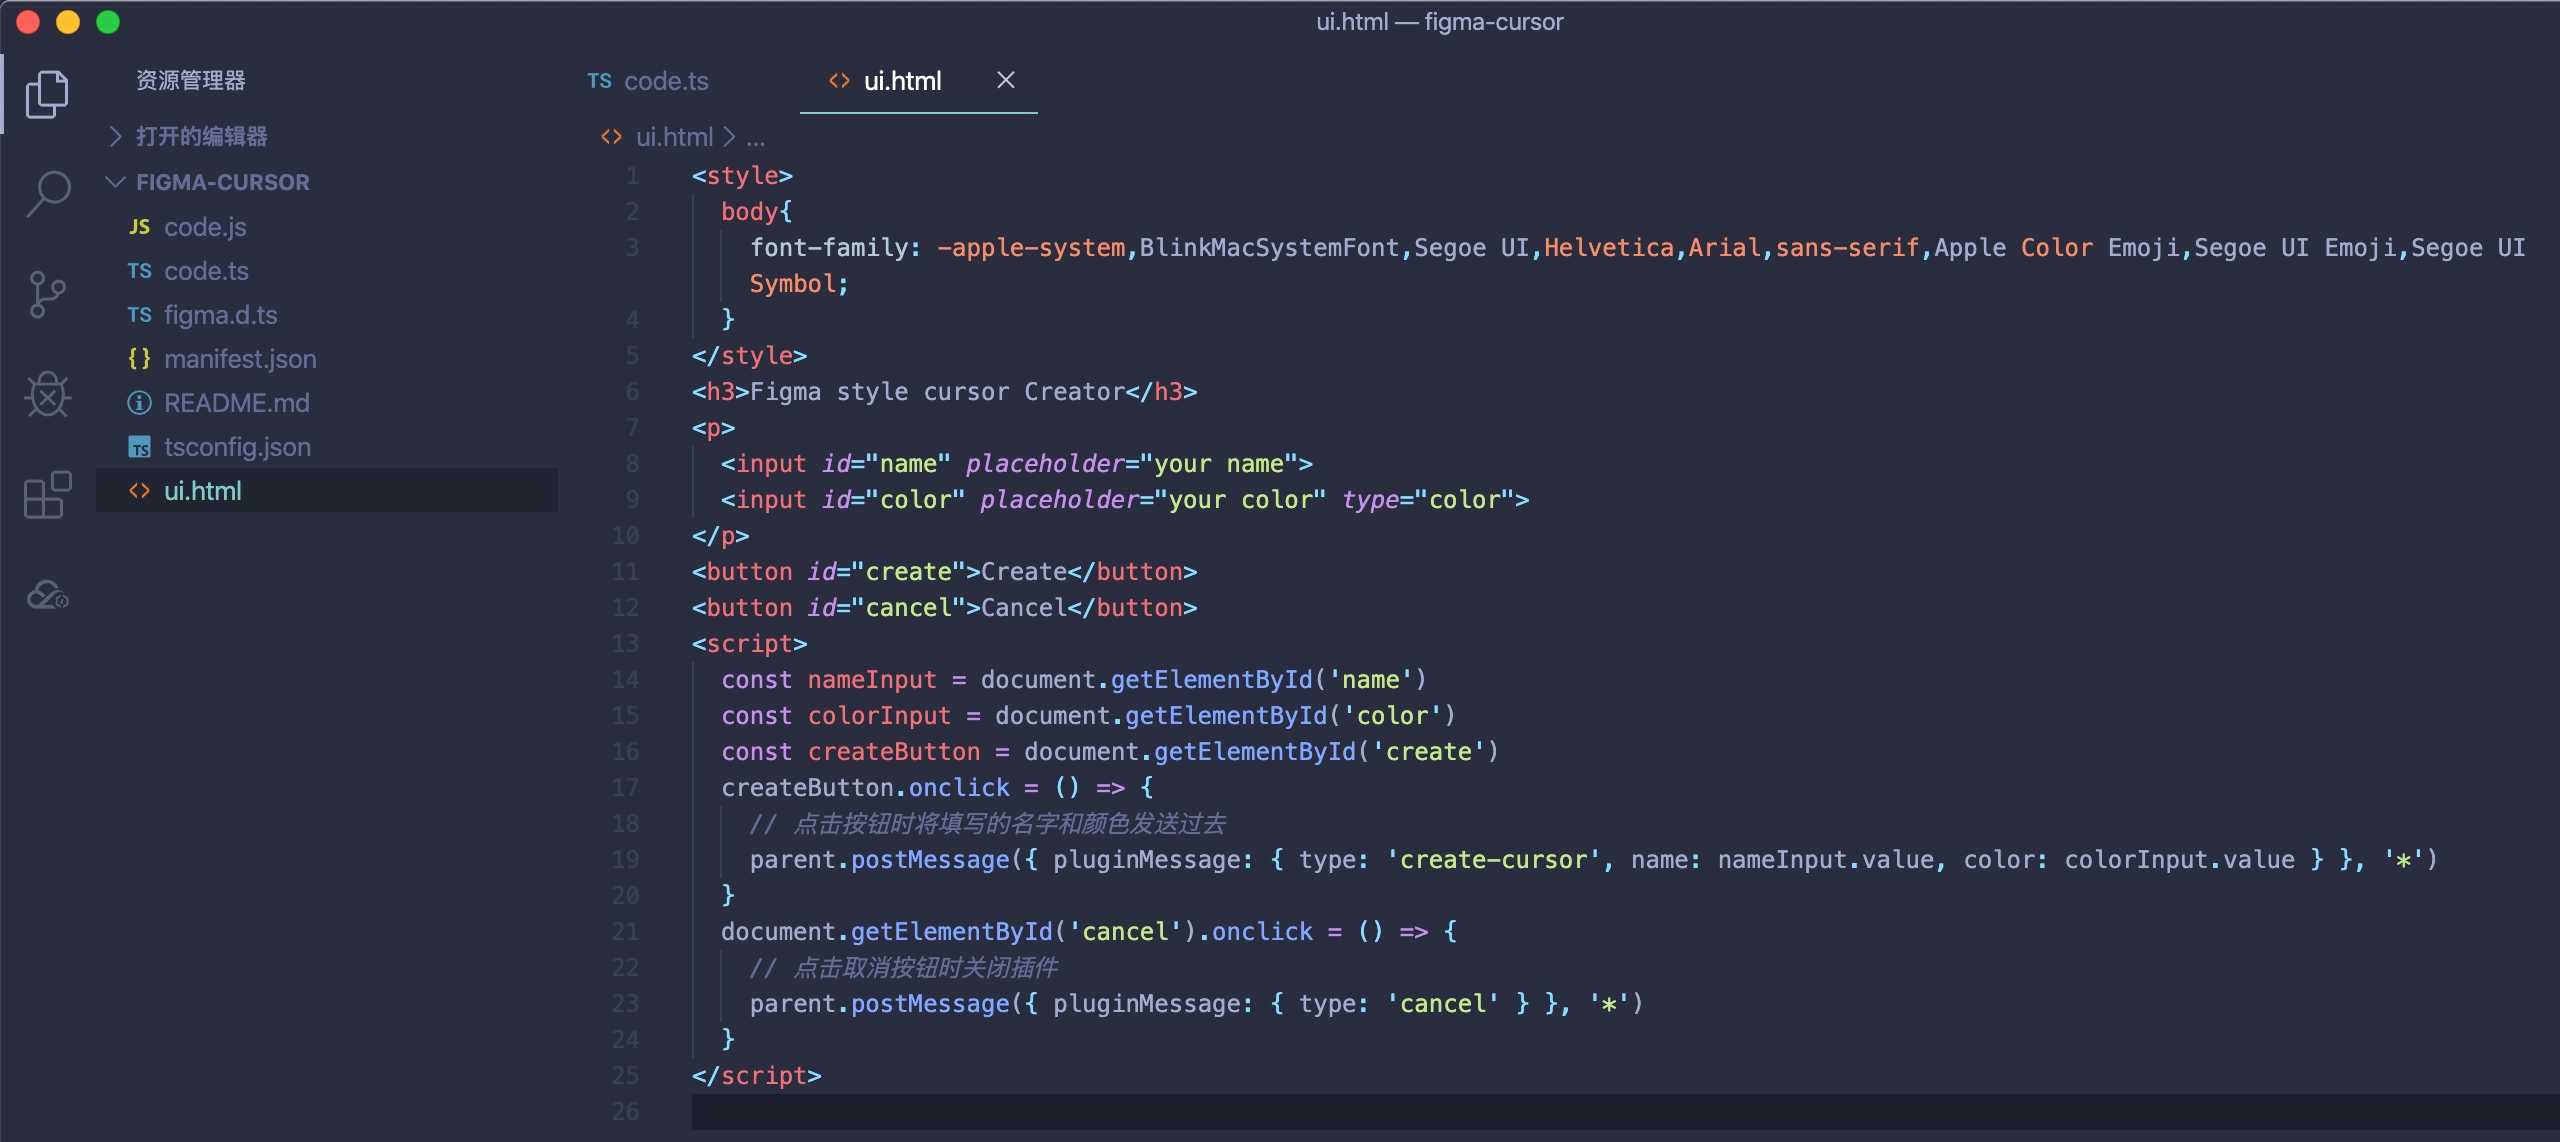 ui.html — figma-cursor
资源管理器
打开的编辑器
FIGMA-CURSOR
JS code.js
TS code.ts
TS figma.d.ts
{} manifest.json
README.md
TS tsconfig.json
<> ui.html
TS code.ts
<> ui.html
<> ui.html > ...
1 <style>
2 body{
3 font-family: -apple-system,BlinkMacSystemFont,Segoe UI,Helvetica,Arial,sans-serif,Apple Color Emoji,Segoe UI Emoji,Segoe UI
Symbol;
4 }
5 </style>
6 <h3>Figma style cursor Creator</h3>
7 <p>
8 <input id="name" placeholder="your name">
9 <input id="color" placeholder="your color" type="color">
10 </p>
11 <button id="create">Create</button>
12 <button id="cancel">Cancel</button>
13 <script>
14 const nameInput = document.getElementById('name')
15 const colorInput = document.getElementById('color')
16 const createButton = document.getElementById('create')
17 createButton.onclick = () => {
18 // 点击按钮时将填写的名字和颜色发送过去
19 parent.postMessage({ pluginMessage: { type: 'create-cursor', name: nameInput.value, color: colorInput.value } }, '*')
20 }
21 document.getElementById('cancel').onclick = () => {
22 // 点击取消按钮时关闭插件
23 parent.postMessage({ pluginMessage: { type: 'cancel' } }, '*')
24 }
25 </script>
26